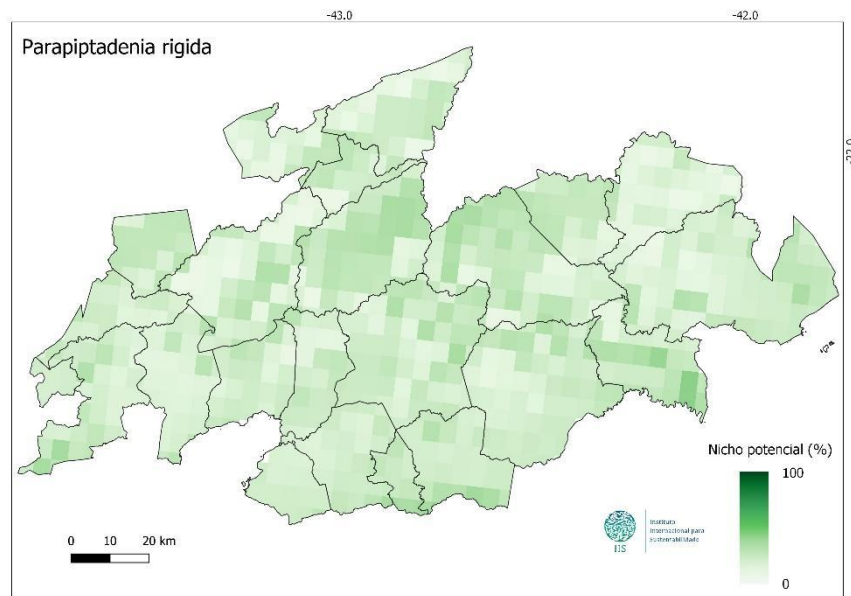 -43.0
-42.0
Parapiptadenia rigida
Nicho potencial (%)
100
0
0 10 20 km
Instituto
Internacional para
Sustentabilidade
IIS